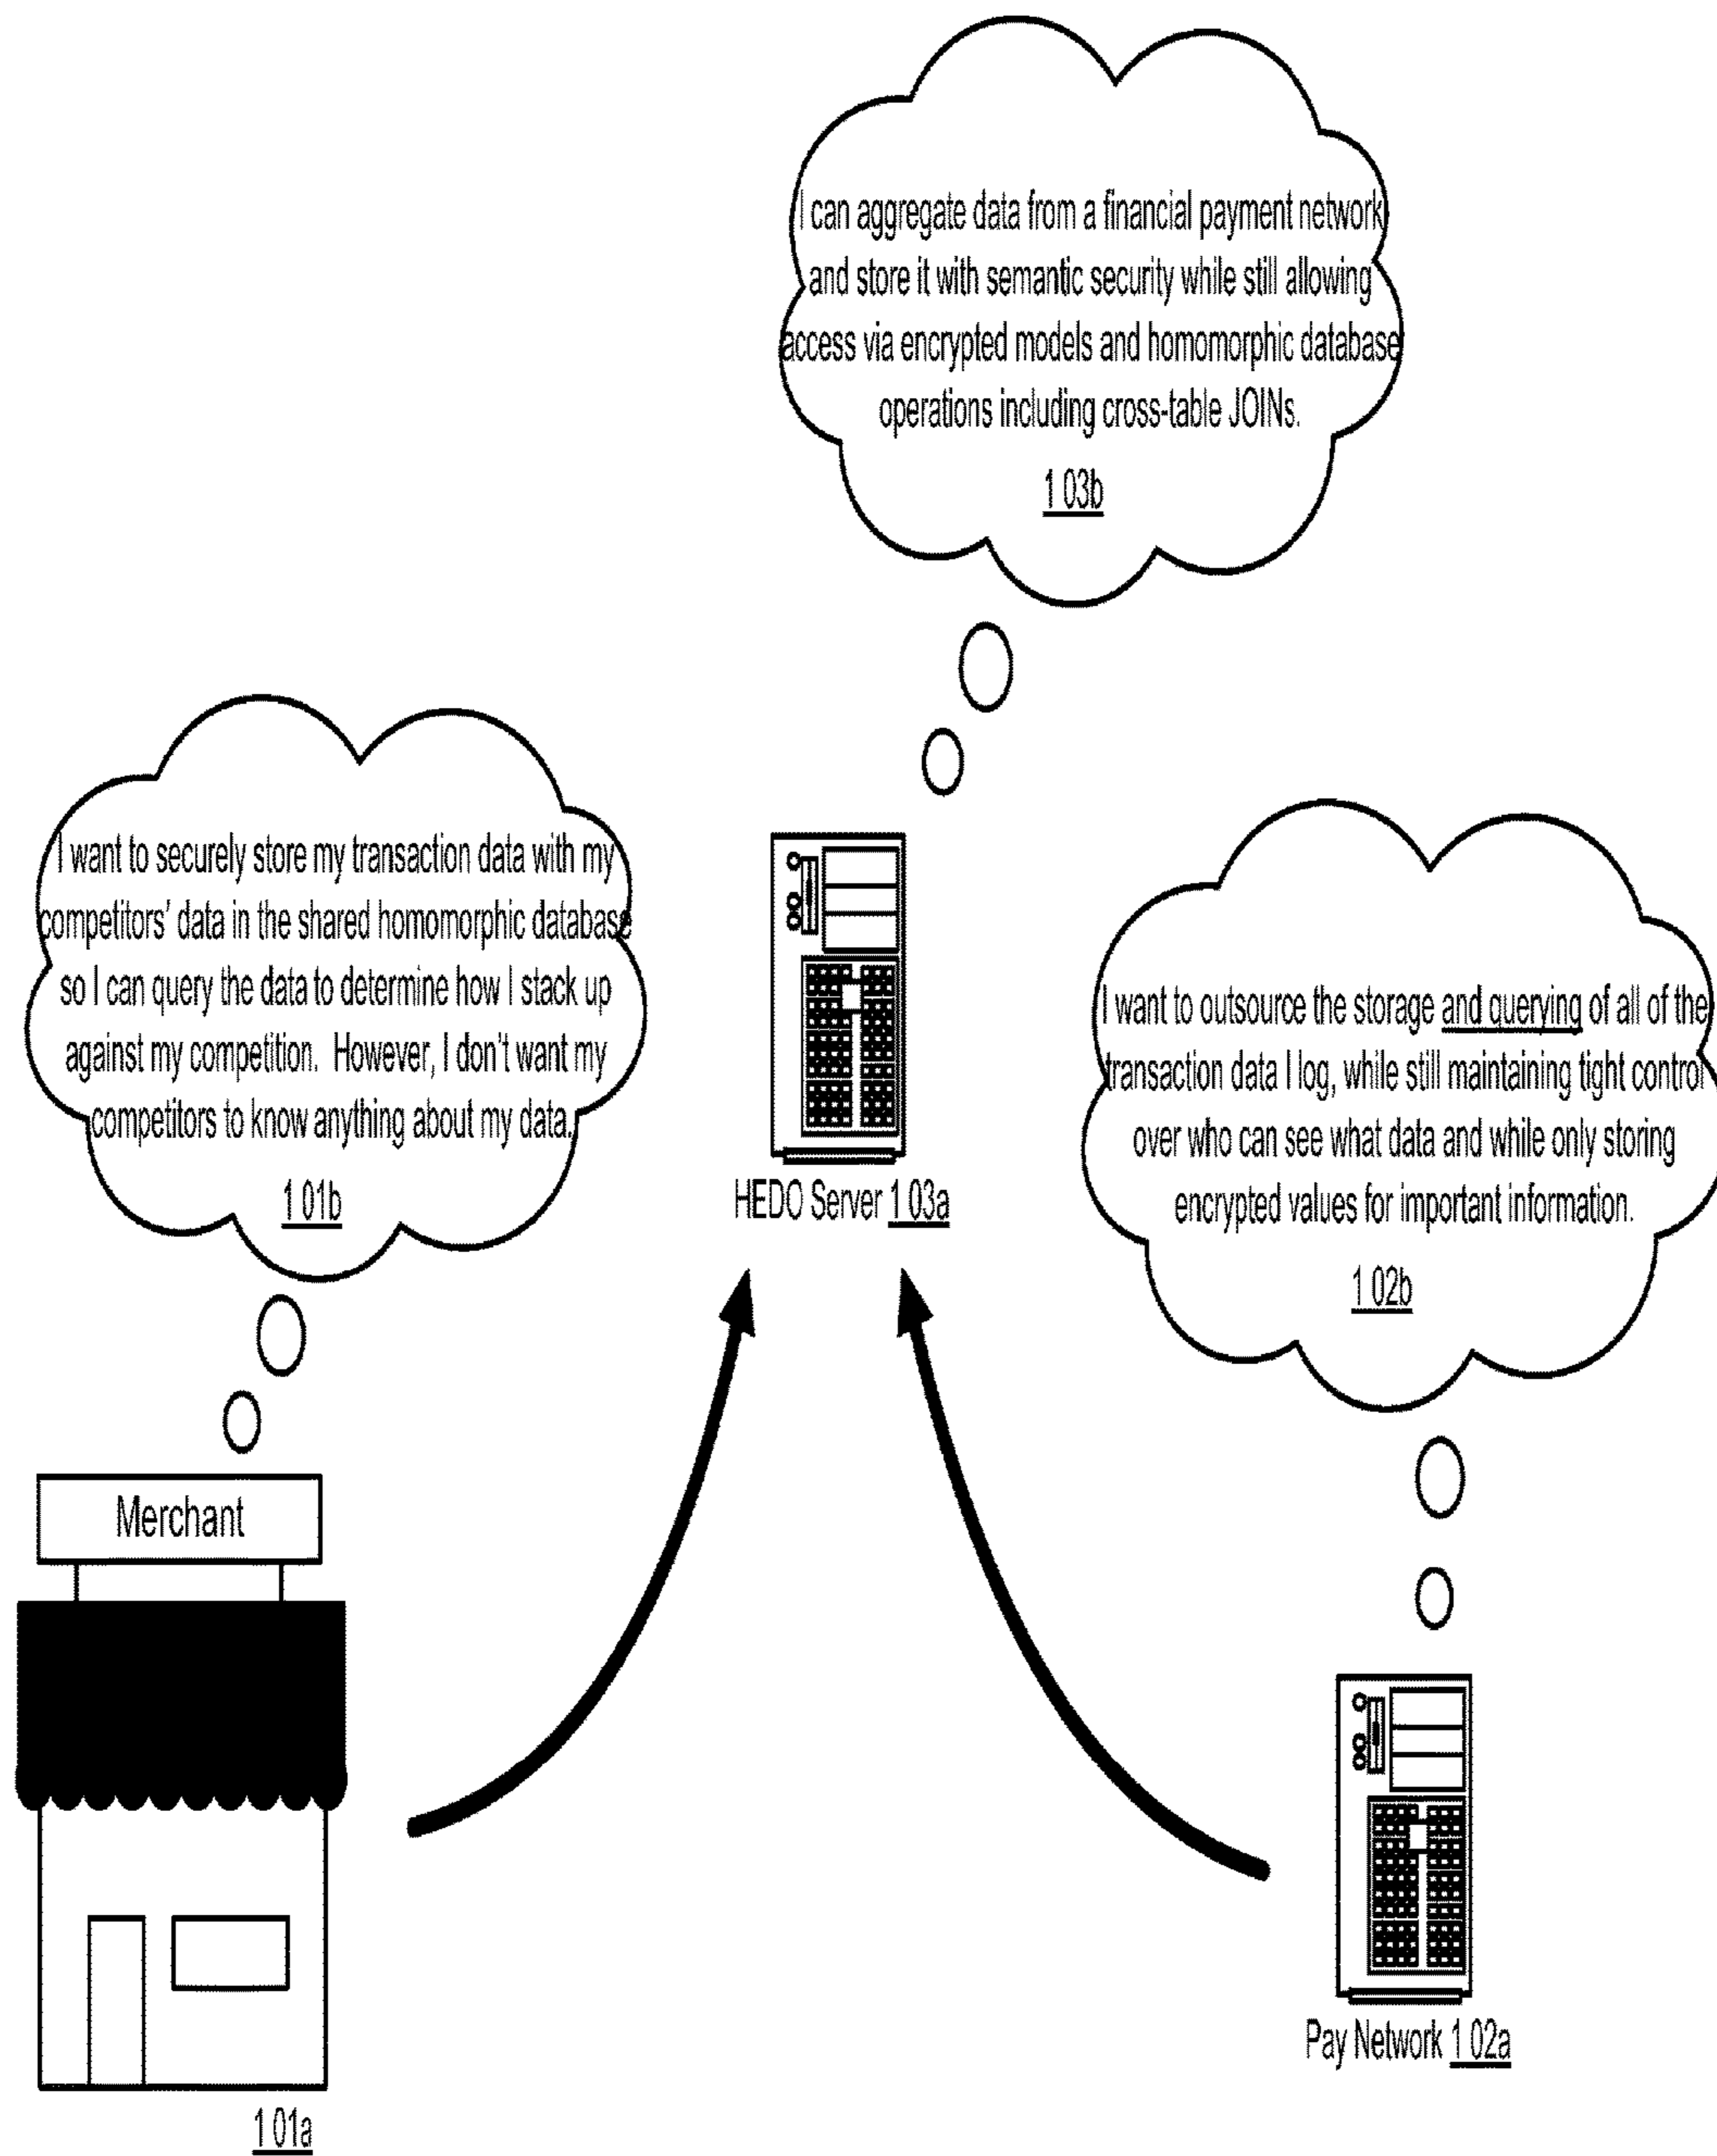 I can aggregate data from a financial payment network
and store it with semantic security while still allowing
access via encrypted models and homomorphic database
operations including cross-table JOINs.
103b
I want to securely store my transaction data with my
competitors' data in the shared homomorphic database
so I can query the data to determine how I stack up
against my competition. However, I don't want my
competitors to know anything about my data.
101b
HEDO Server 103a
I want to outsource the storage and querying of all of the
transaction data I log, while still maintaining tight control
over who can see what data and while only storing
encrypted values for important information.
102b
Merchant
101a
Pay Network 102a